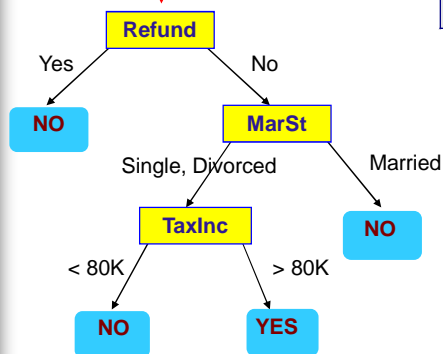 Refund
Yes
No
NO
MarSt
Single, Divorced
Married
TaxInc
NO
< 80K
> 80K
NO
YES